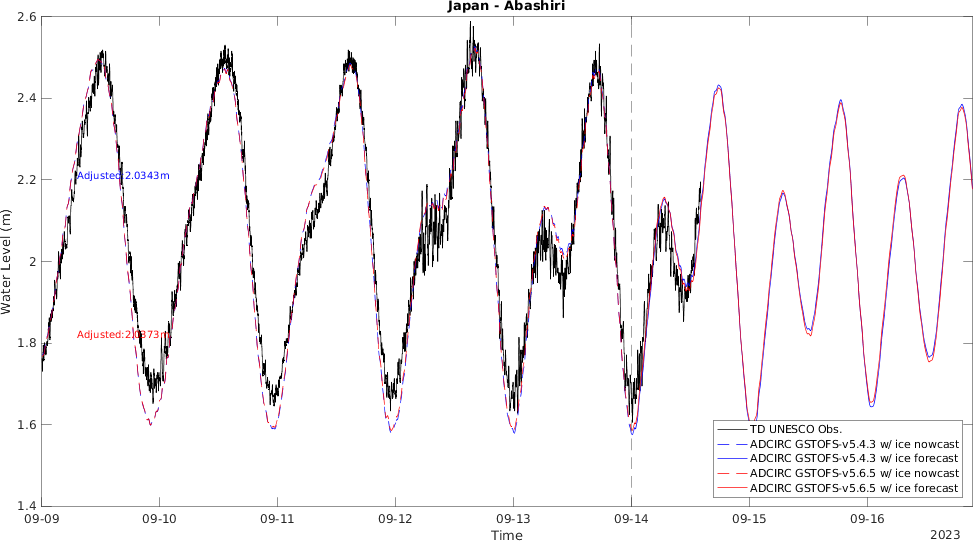 Japan - Abashiri
2.6
2.4
2.2
2
1.8
1.6
1.4
Water Level (m)
Adjusted:2.0343m
Adjusted:2.0373m
TD UNESCO Obs.
ADCIRC GSTOFS-v5.4.3 w/ ice nowcast
ADCIRC GSTOFS-v5.4.3 w/ ice forecast
ADCIRC GSTOFS-v5.6.5 w/ ice nowcast
ADCIRC GSTOFS-v5.6.5 w/ ice forecast
09-09 09-10 09-11 09-12 09-13 09-14 09-15 09-16
Time
2023